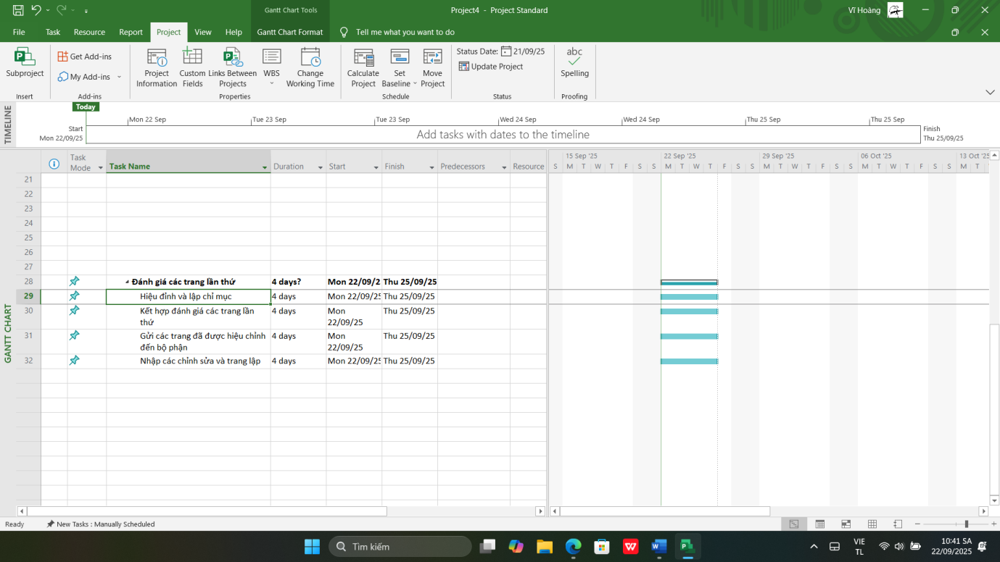 Gantt Chart Tools
Project4 - Project Standard
Vĩ Hoàng
File Task Resource Report Project View Help Gantt Chart Format Tell me what you want to do
Subproject
Get Add-ins
My Add-ins
Project Information
Custom Fields
Links Between Projects
WBS
Change Working Time
Calculate Project
Set Baseline
Move Project
Status Date: 21/09/25
Update Project
abc
Spelling
Insert Add-ins Properties Schedule Status Proofing
TIMELINE
Today
Mon 22 Sep Tue 23 Sep Tue 23 Sep Wed 24 Sep Wed 24 Sep Thu 25 Sep Thu 25 Sep
Start
Mon 22/09/25
Add tasks with dates to the timeline
Finish
Thu 25/09/25
GANTT CHART
Task Mode Task Name Duration Start Finish Predecessors Resource
15 Sep '25 22 Sep '25 29 Sep '25 06 Oct '25 13 Oct '25
S M T W T F S S M T W T F S S M T W T F S S M T W T F S S M T
21
22
23
24
25
26
27
28 Đánh giá các trang lần thứ 4 days? Mon 22/09/2 Thu 25/09/25
29 Hiệu đỉnh và lập chỉ mục 4 days Mon 22/09/25 Thu 25/09/25
30 Kết hợp đánh giá các trang lần thứ 4 days Mon 22/09/25 Thu 25/09/25
31 Gửi các trang đã được hiệu chỉnh đến bộ phận 4 days Mon 22/09/25 Thu 25/09/25
32 Nhập các chỉnh sửa và trang lập 4 days Mon 22/09/25 Thu 25/09/25
Ready New Tasks : Manually Scheduled
Tìm kiếm
VIE
TL
10:41 SA
22/09/2025